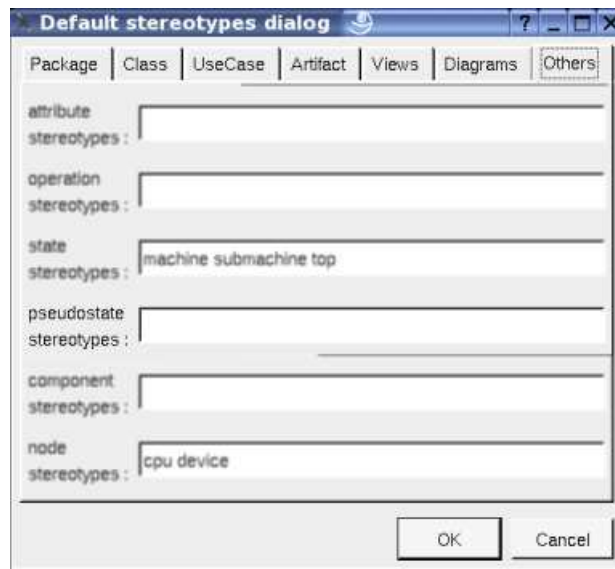 Default stereotypes dialog ? _ □ X
Package Class UseCase Artifact Views Diagrams Others
attribute
stereotypes :
operation
stereotypes :
state
stereotypes :
machine submachine top
pseudostate
stereotypes :
component
stereotypes :
node
stereotypes :
cpu device
OK Cancel